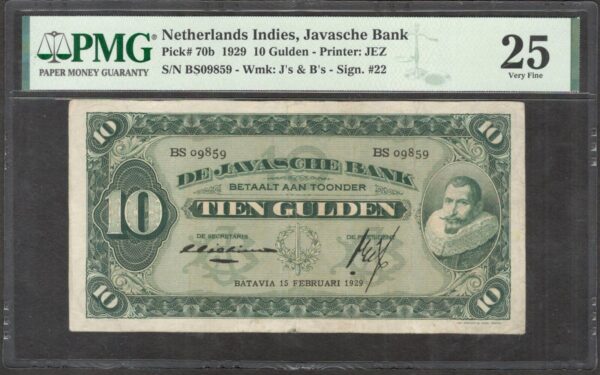 PMG®
PAPER MONEY GUARANTY
Netherlands Indies, Javasche Bank
Pick# 70b 1929 10 Gulden - Printer: JEZ
S/N BS09859 - Wmk: J's & B's - Sign. #22
25
Very Fine
10
10
BS 09859
BS 09859
DE JAVASCHE BANK
BETAALT AAN TOONDER
10
TIEN GULDEN
DE SECRETARIS
DE PRESIDENT
BATAVIA 15 FEBRUARI 1929
10
10